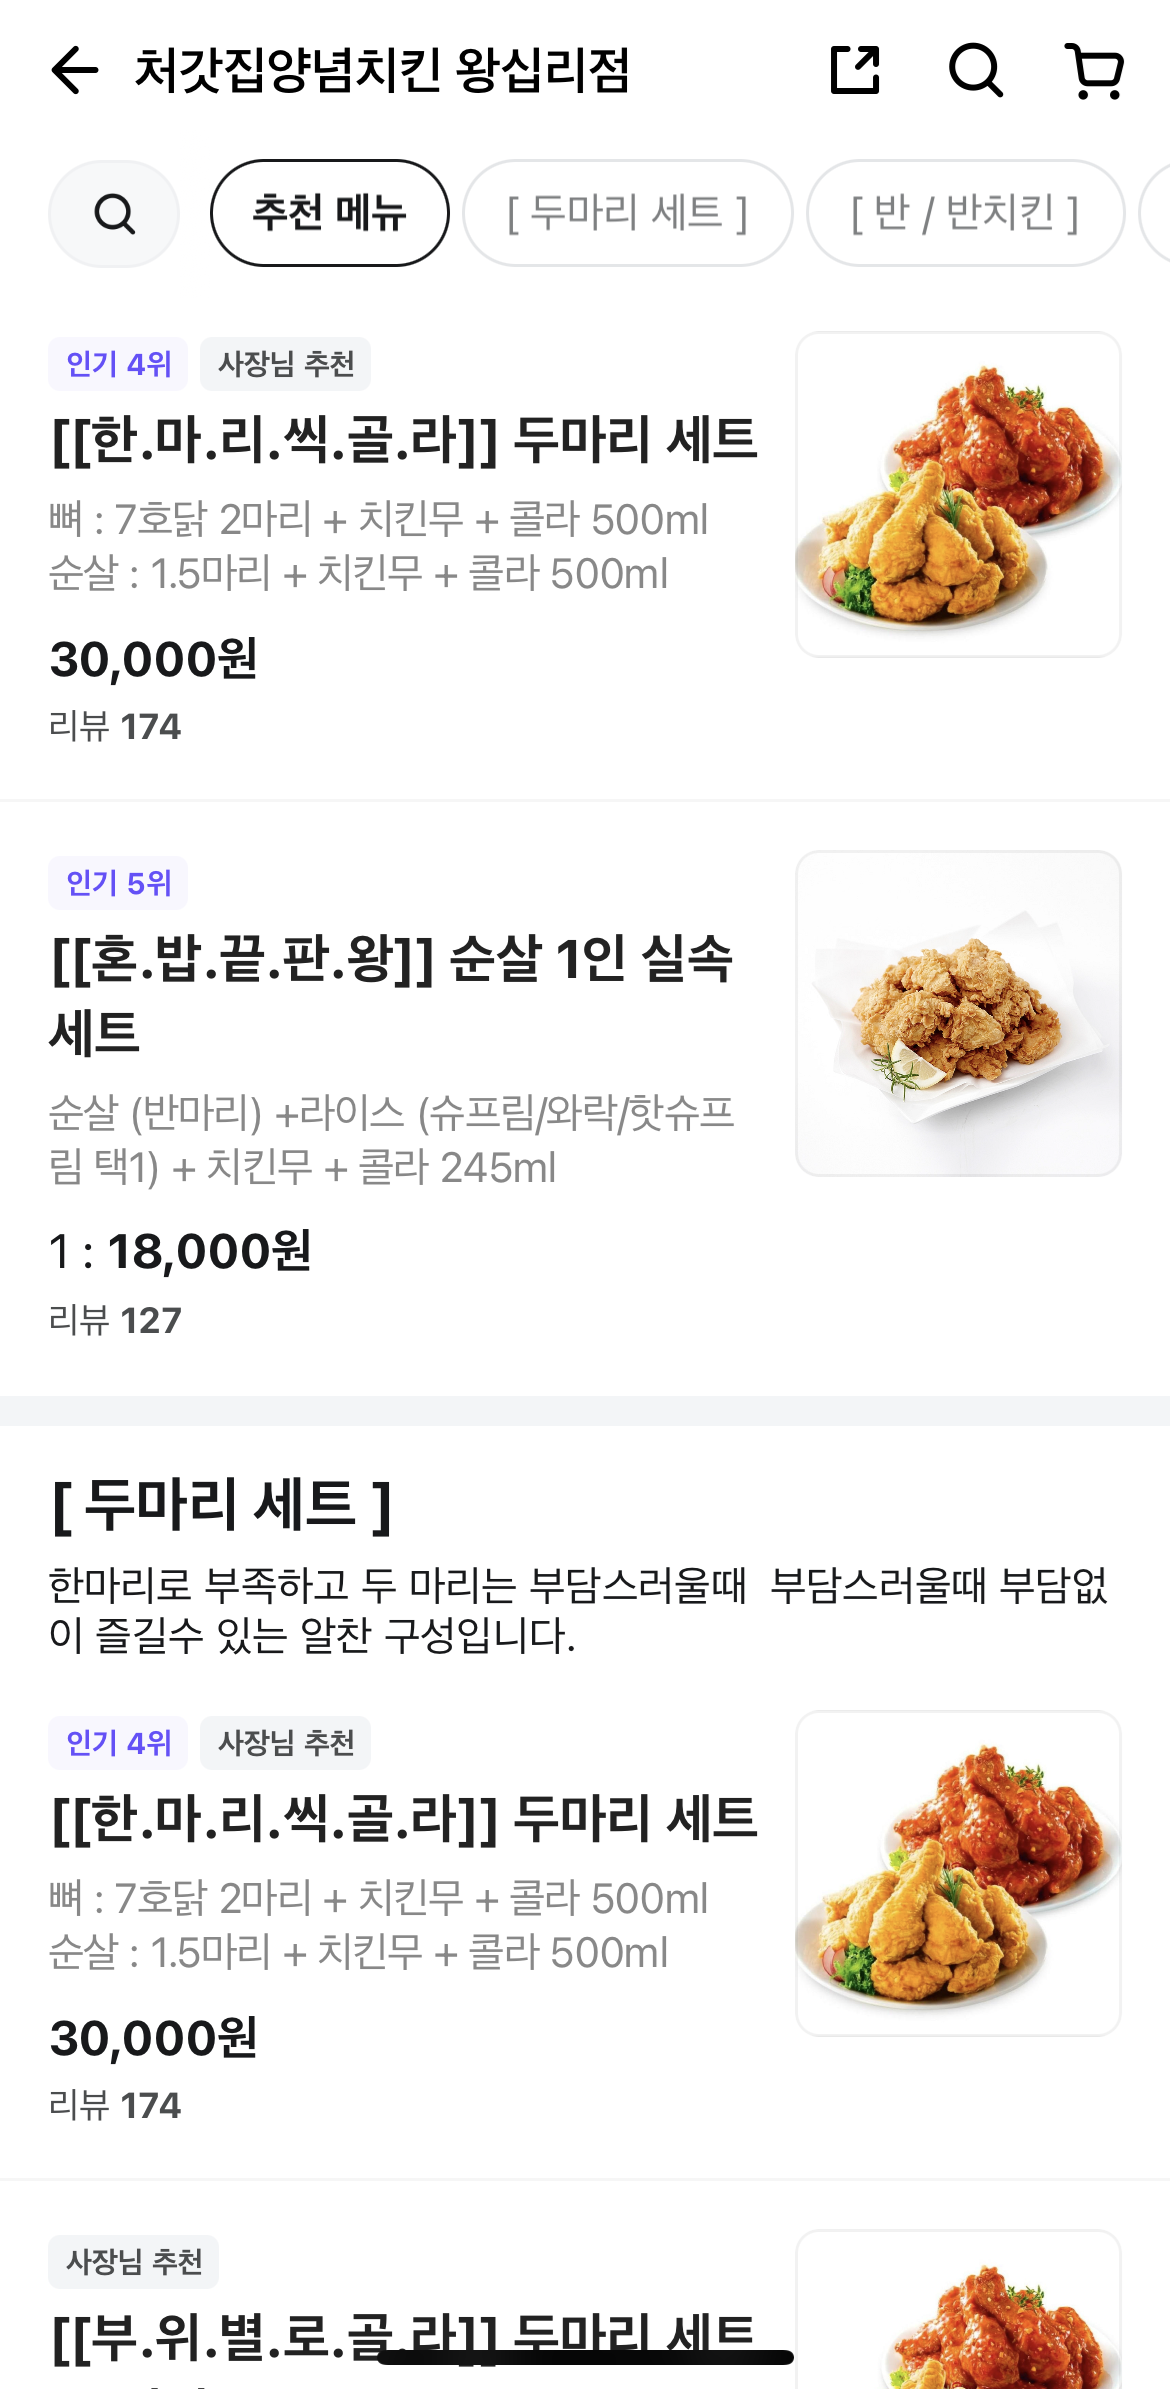 처갓집양념치킨 왕십리점
추천 메뉴
[ 두마리 세트 ]
[ 반 / 반치킨 ]
인기 4위
사장님 추천
[[한.마.리.씩.골.라]] 두마리 세트
뼈 : 7호닭 2마리 + 치킨무 + 콜라 500ml
순살 : 1.5마리 + 치킨무 + 콜라 500ml
30,000원
리뷰 174
인기 5위
[[혼.밥.끝.판.왕]] 순살 1인 실속
세트
순살 (반마리) +라이스 (슈프림/와락/핫슈프
림 택1) + 치킨무 + 콜라 245ml
1 : 18,000원
리뷰 127
[ 두마리 세트 ]
한마리로 부족하고 두 마리는 부담스러울때  부담스러울때 부담없
이 즐길수 있는 알찬 구성입니다.
인기 4위
사장님 추천
[[한.마.리.씩.골.라]] 두마리 세트
뼈 : 7호닭 2마리 + 치킨무 + 콜라 500ml
순살 : 1.5마리 + 치킨무 + 콜라 500ml
30,000원
리뷰 174
사장님 추천
[[부.위.별.로.골.라]] 두마리 세트